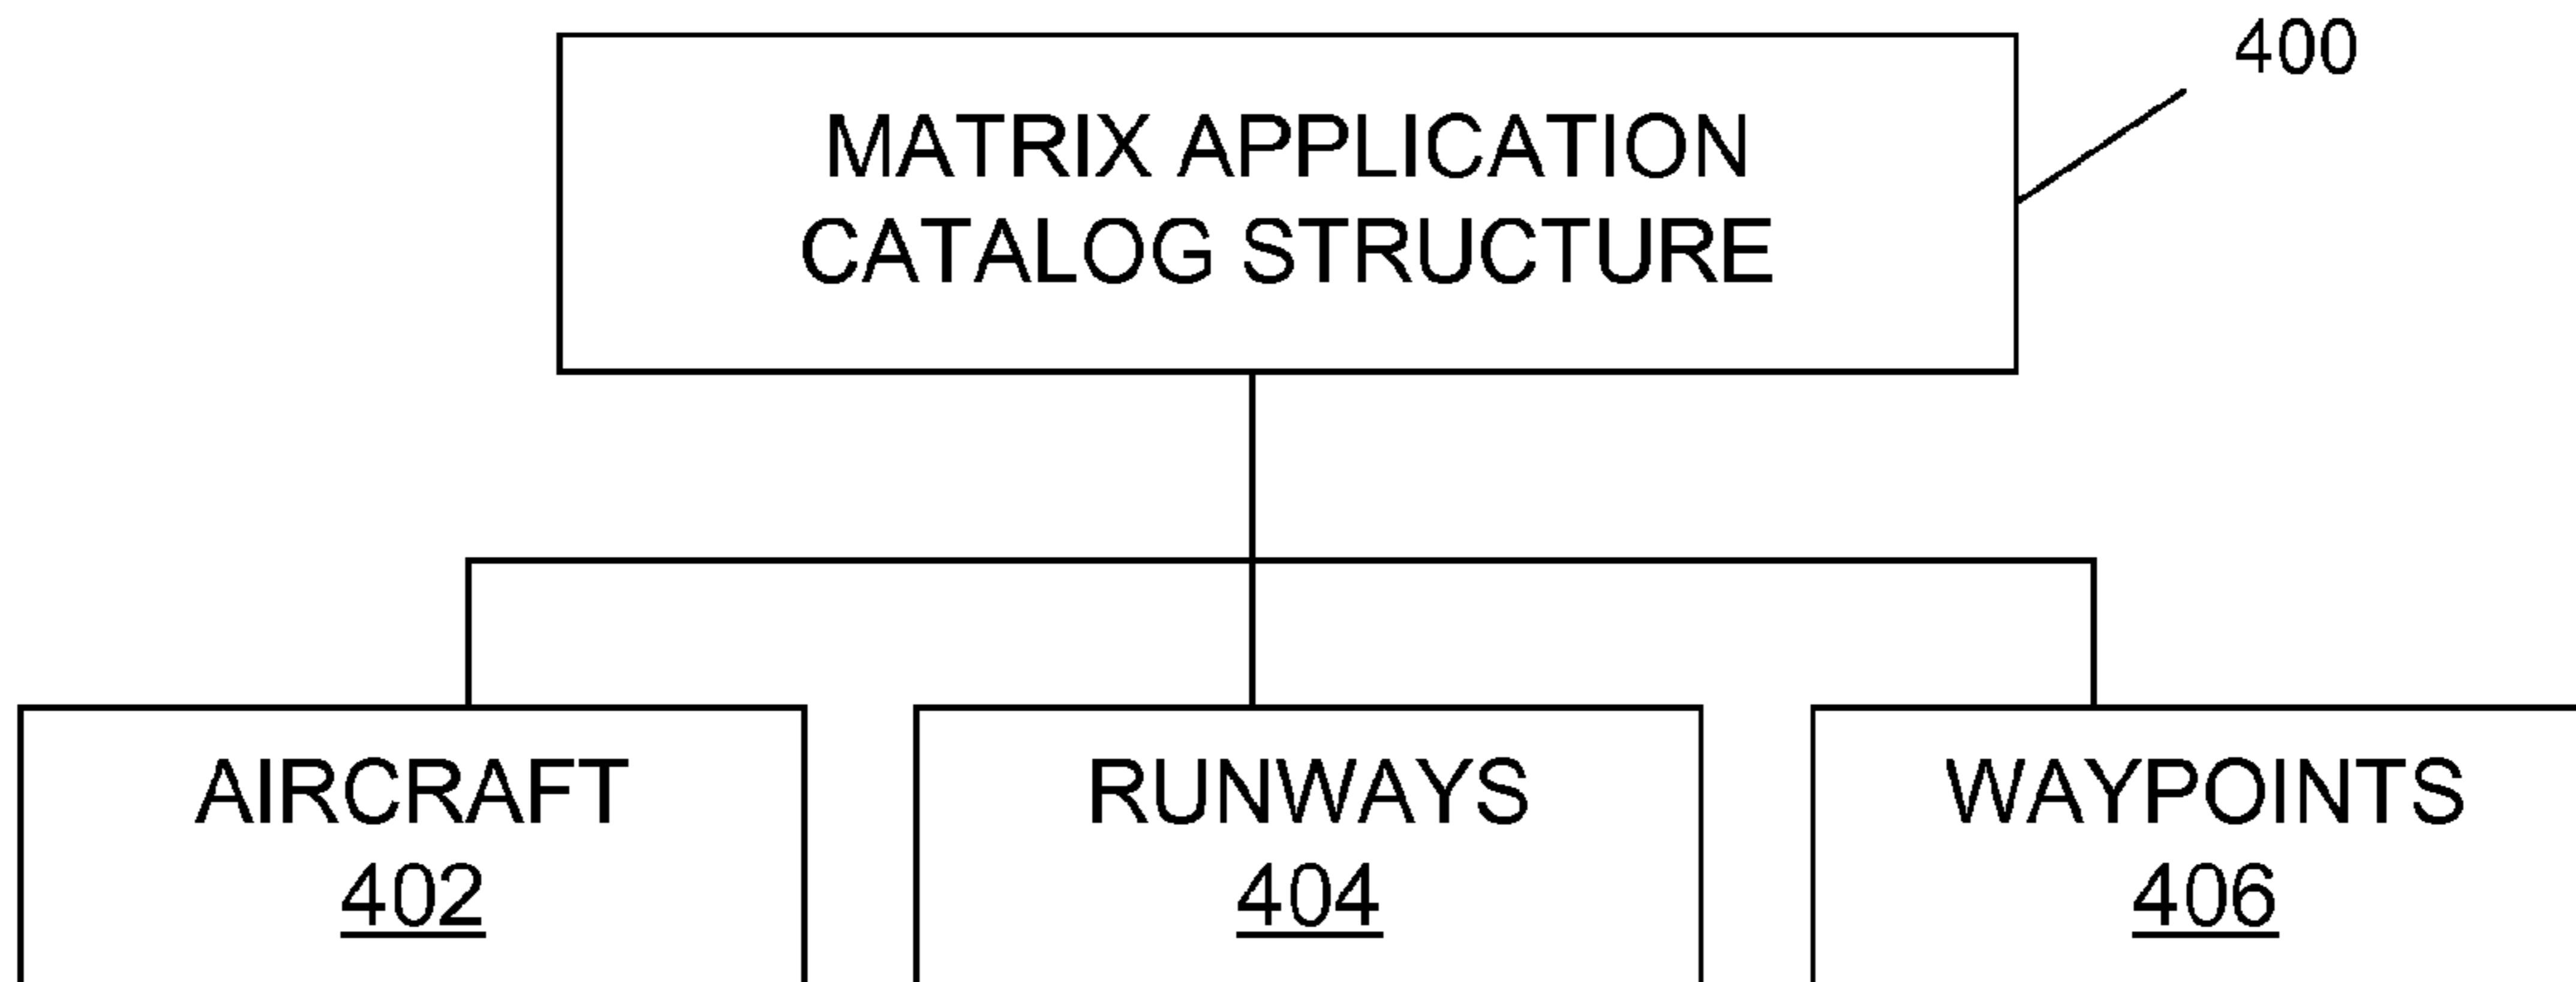 400
MATRIX APPLICATION
CATALOG STRUCTURE
AIRCRAFT
402
RUNWAYS
404
WAYPOINTS
406